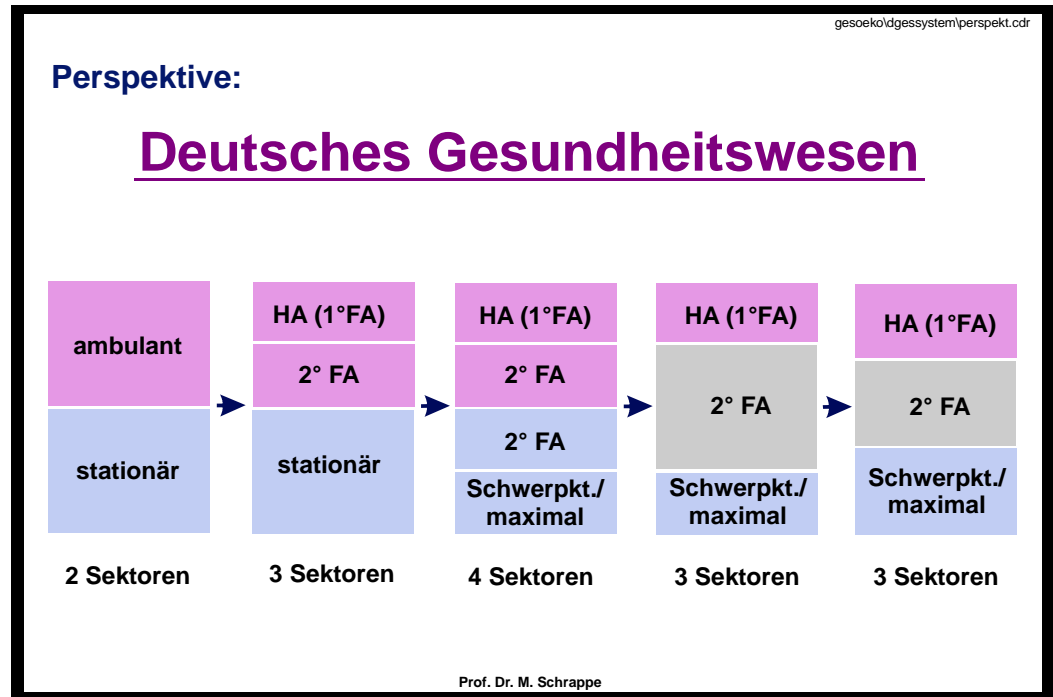 gesoeko\dgessystem\perspekt.cdr
Perspektive:
Deutsches Gesundheitswesen
ambulant
stationär
2 Sektoren
HA (1°FA)
2° FA
stationär
3 Sektoren
HA (1°FA)
2° FA
2° FA
Schwerpkt./
maximal
4 Sektoren
HA (1°FA)
2° FA
Schwerpkt./
maximal
3 Sektoren
HA (1°FA)
2° FA
Schwerpkt./
maximal
3 Sektoren
Prof. Dr. M. Schrappe